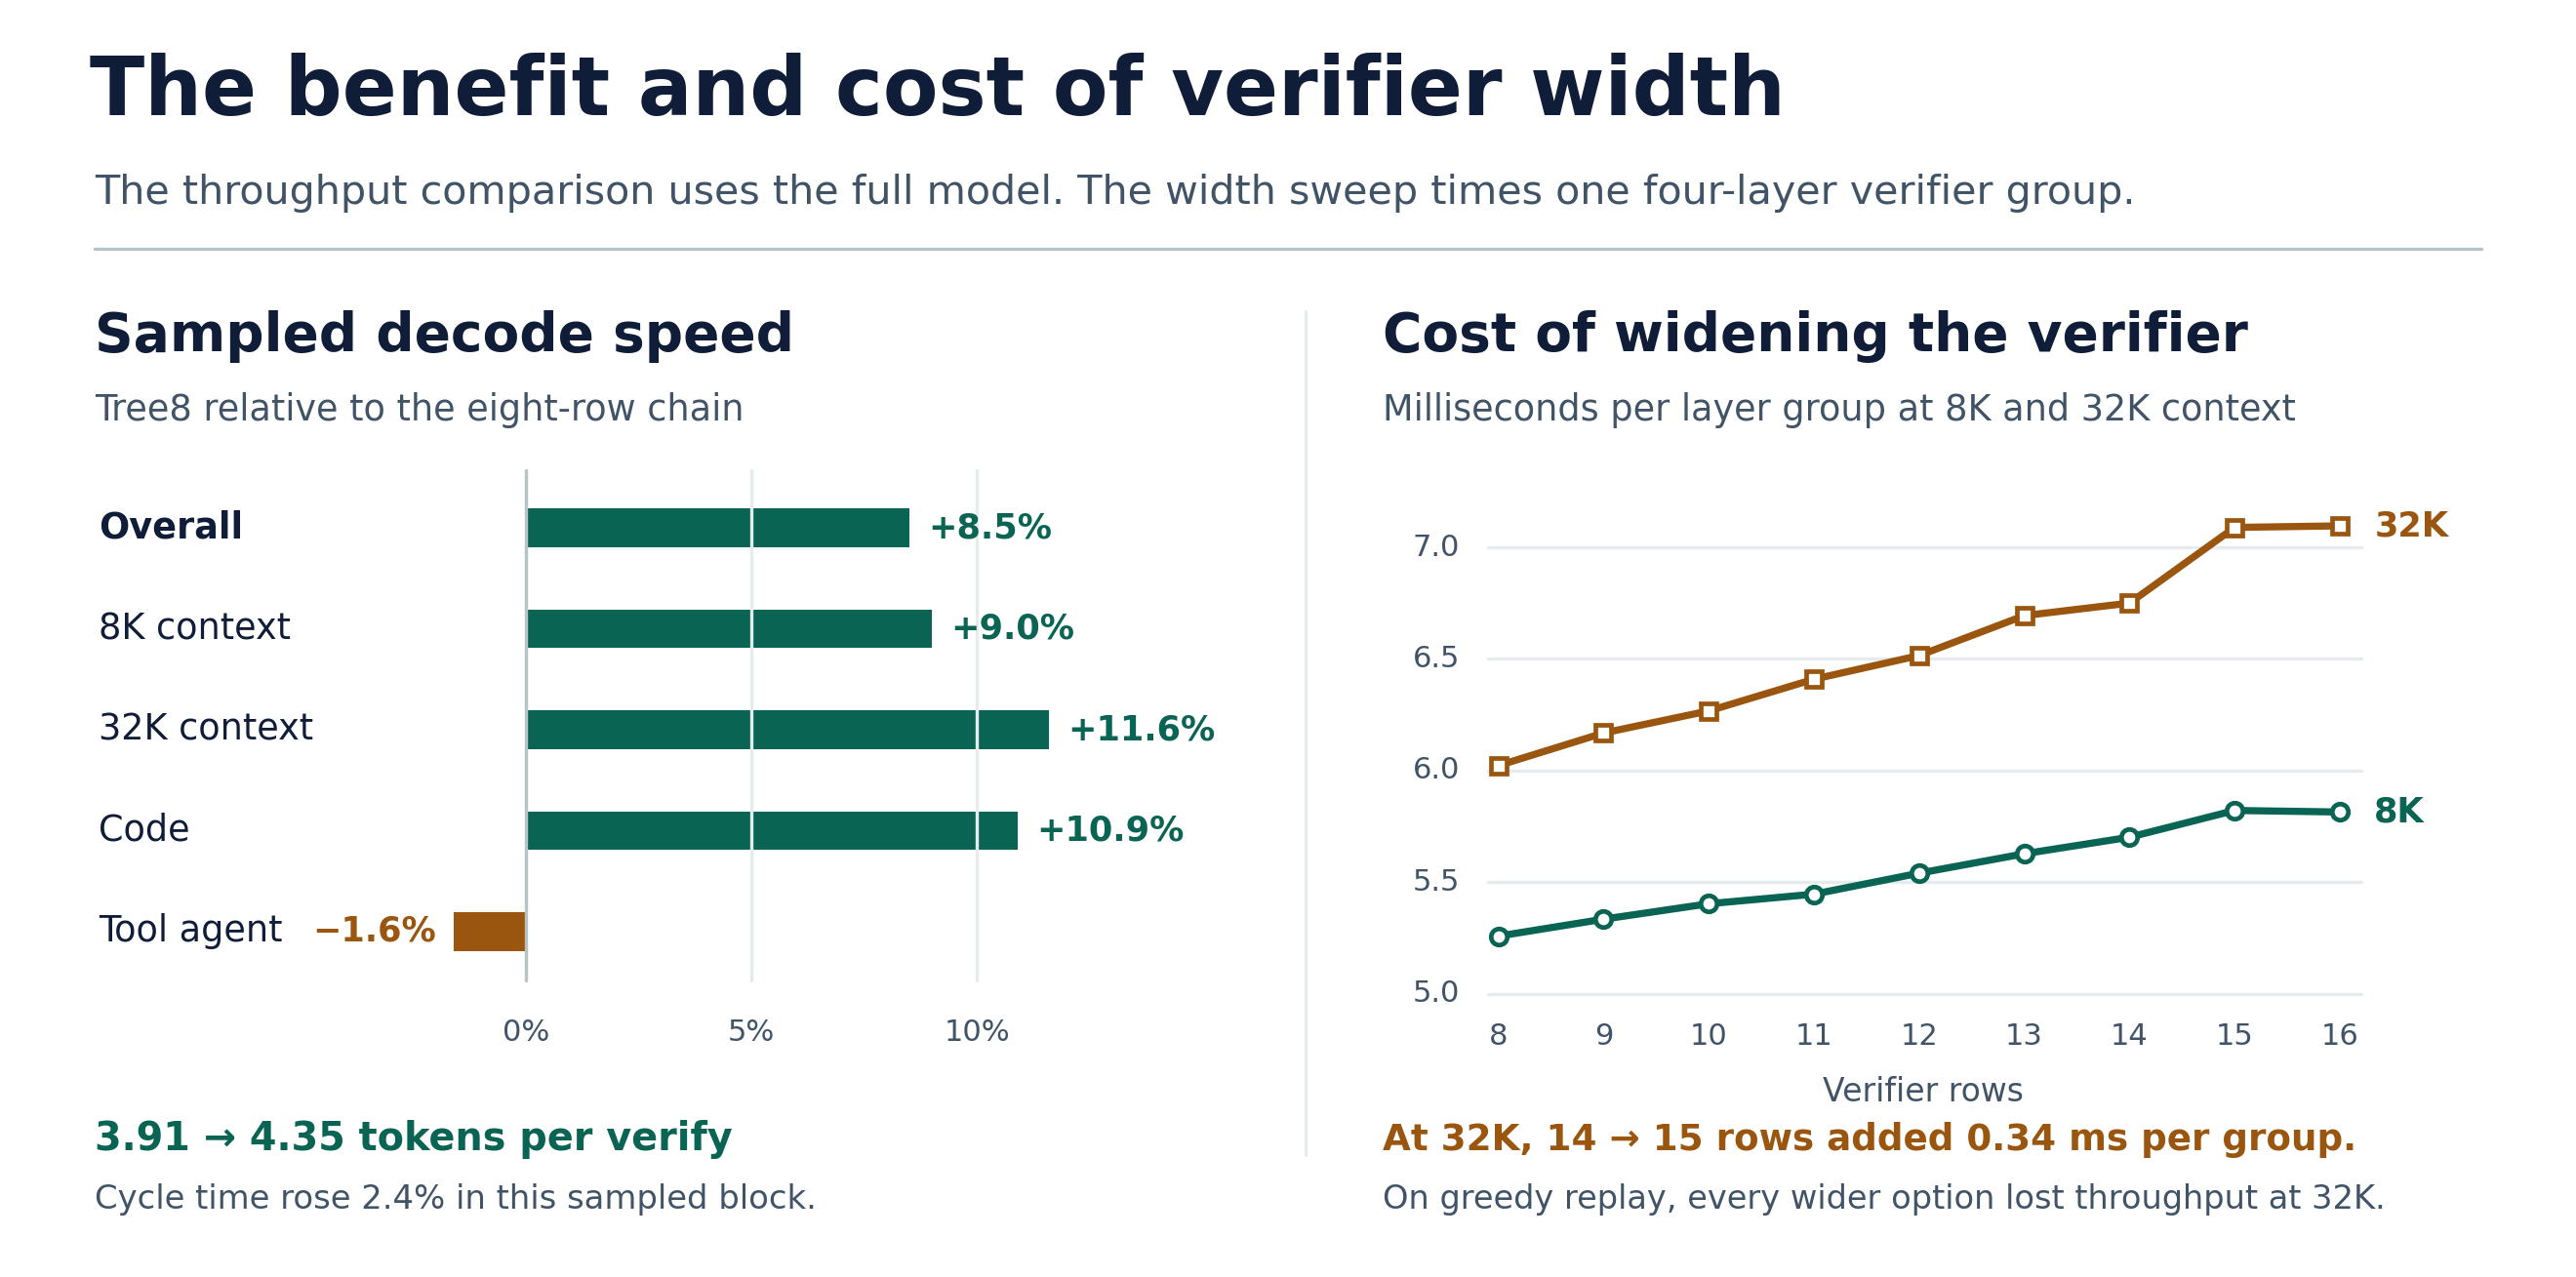 The benefit and cost of verifier width
The throughput comparison uses the full model. The width sweep times one four-layer verifier group.
Sampled decode speed
Tree8 relative to the eight-row chain
Overall +8.5%
8K context +9.0%
32K context +11.6%
Code +10.9%
Tool agent −1.6%
0% 5% 10%
3.91 → 4.35 tokens per verify
Cycle time rose 2.4% in this sampled block.
Cost of widening the verifier
Milliseconds per layer group at 8K and 32K context
32K
7.0
6.5
6.0
8K
5.5
5.0
8 9 10 11 12 13 14 15 16
Verifier rows
At 32K, 14 → 15 rows added 0.34 ms per group.
On greedy replay, every wider option lost throughput at 32K.